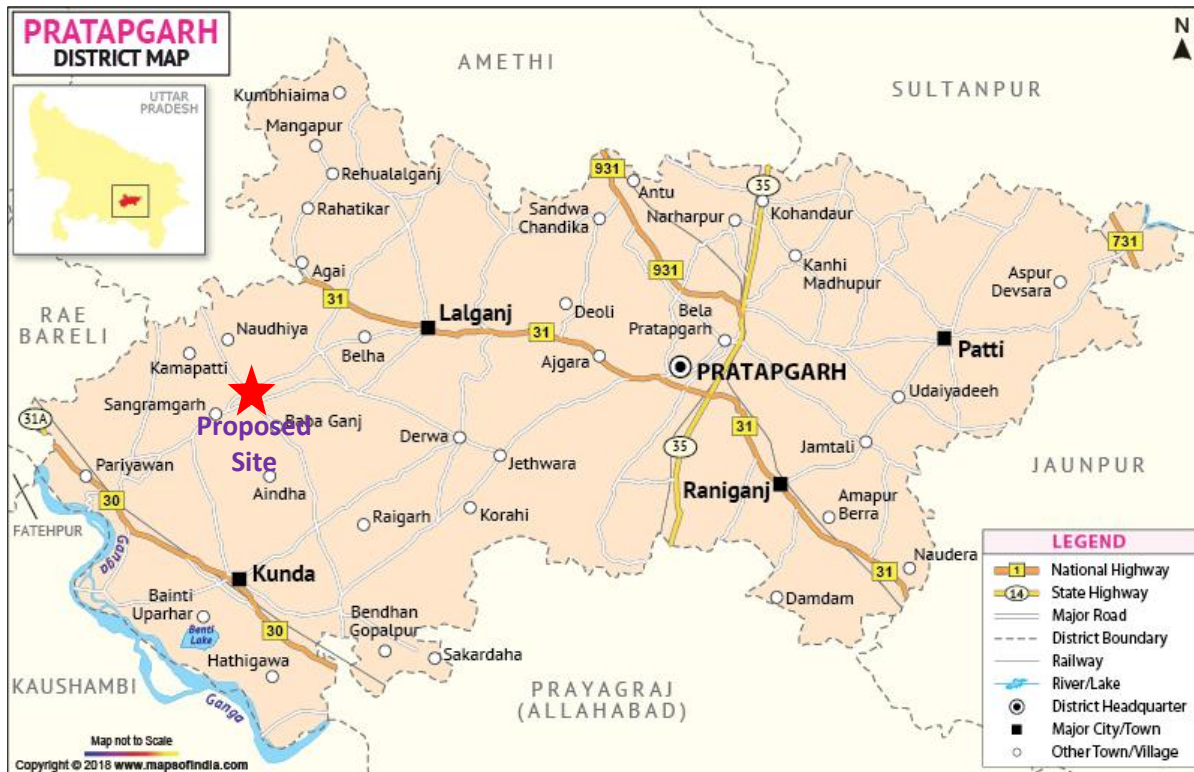 PRATAPGARH
DISTRICT MAP
UTTAR
PRADESH
N
AMETHI
SULTANPUR
RAE
BARELI
FATEHPUR
KAUSHAMBI
PRAYAGRAJ
(ALLAHABAD)
JAUNPUR
Kumbhiaima
Mangapur
Rehualalganj
Rahatikar
Agai
31
Lalganj
Naudhiya
Kamapatti
Belha
Sangramgarh
Baba Ganj
Proposed
Site
31A
Pariyawan
30
Aindha
Ganga
Kunda
Bainti
Uparhar
Benti
Lake
30
Hathigawa
Ganga
Raigarh
Derwa
Jethwara
Korahi
Bendhan
Gopalpur
Sakardaha
Sandwa
Chandika
Deoli
31
Ajgara
931
Antu
Narharpur
35
Kohandaur
931
Kanhi
Madhupur
Bela
Pratapgarh
PRATAPGARH
731
Aspur
Devsara
Patti
Udaiyadeeh
31
35
Jamtali
Raniganj
Amapur
Berra
Naudera
31
Damdam
LEGEND
1 National Highway
14 State Highway
Major Road
District Boundary
Railway
River/Lake
District Headquarter
Major City/Town
Other Town/Village
Map not to Scale
Copyright © 2018 www.mapsofindia.com